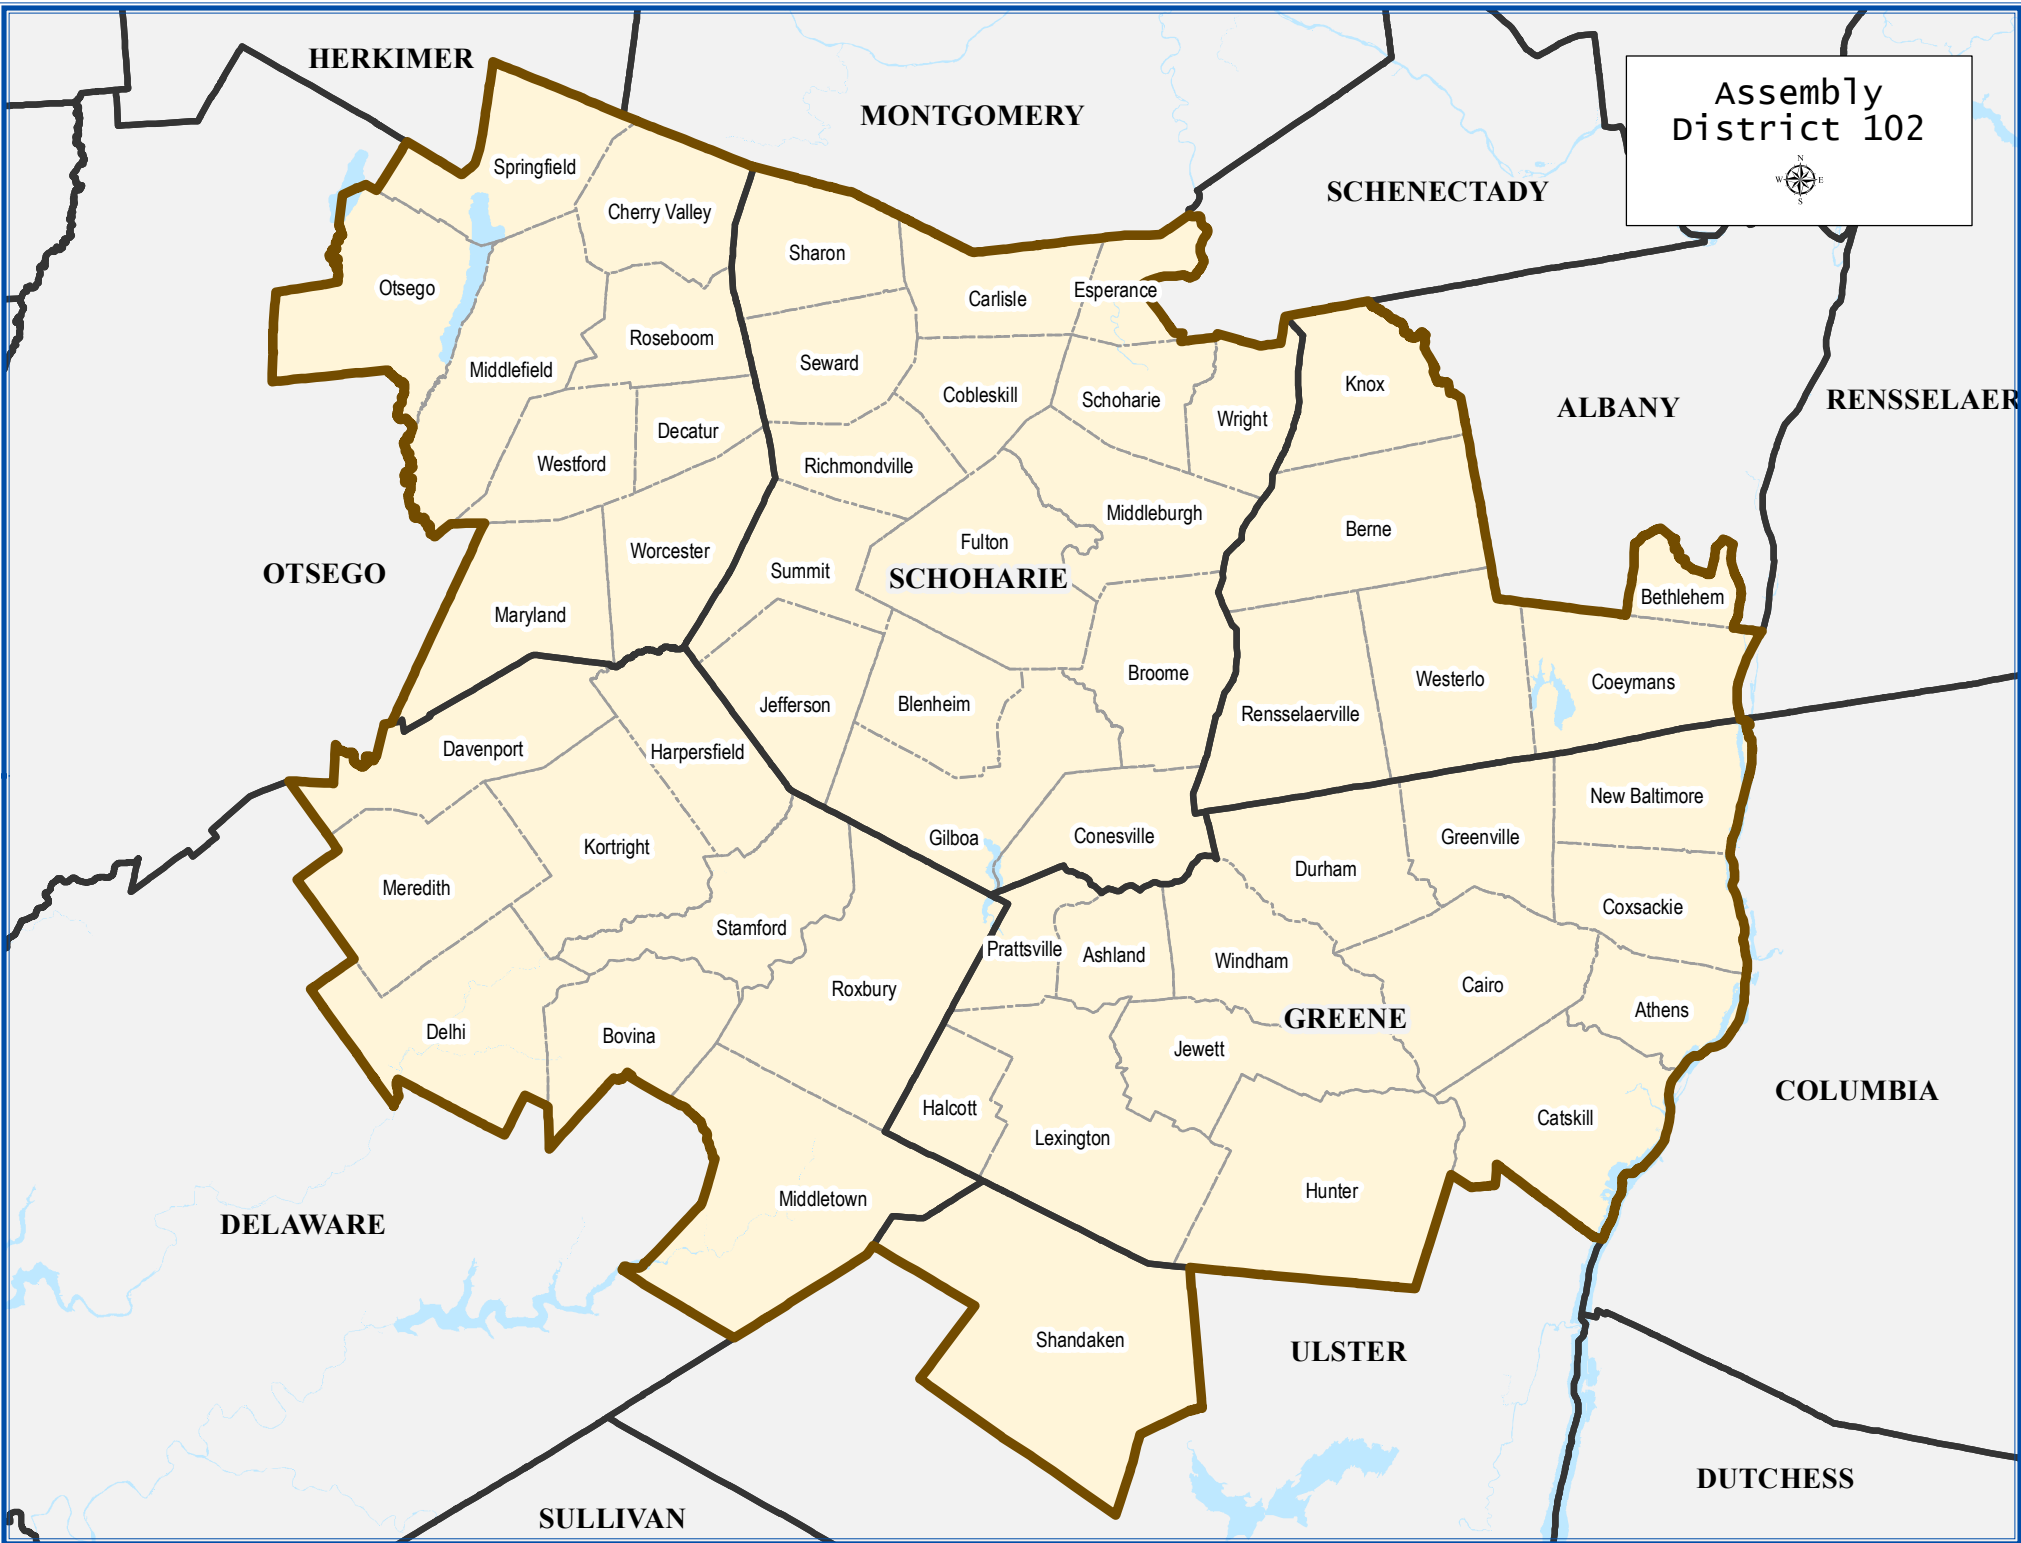 HERKIMER
MONTGOMERY
Assembly
District 102
N
W
E
S
SCHENECTADY
Springfield
Cherry Valley
Sharon
Otsego
Carlisle
Esperance
Roseboom
Middlefield
Seward
Cobleskill
Schoharie
Knox
ALBANY
RENSSELAER
Wright
Decatur
Westford
Richmondville
Middleburgh
Berne
Fulton
Worcester
OTSEGO
Summit
SCHOHARIE
Bethlehem
Maryland
Broome
Westerlo
Coeymans
Jefferson
Blenheim
Rensselaerville
Davenport
Harpersfield
New Baltimore
Gilboa
Conesville
Greenville
Kortright
Durham
Meredith
Coxsackie
Stamford
Prattsville
Ashland
Windham
Roxbury
Cairo
Athens
GREENE
Delhi
Bovina
Jewett
COLUMBIA
Halcott
Catskill
Lexington
Hunter
Middletown
DELAWARE
Shandaken
ULSTER
DUTCHESS
SULLIVAN